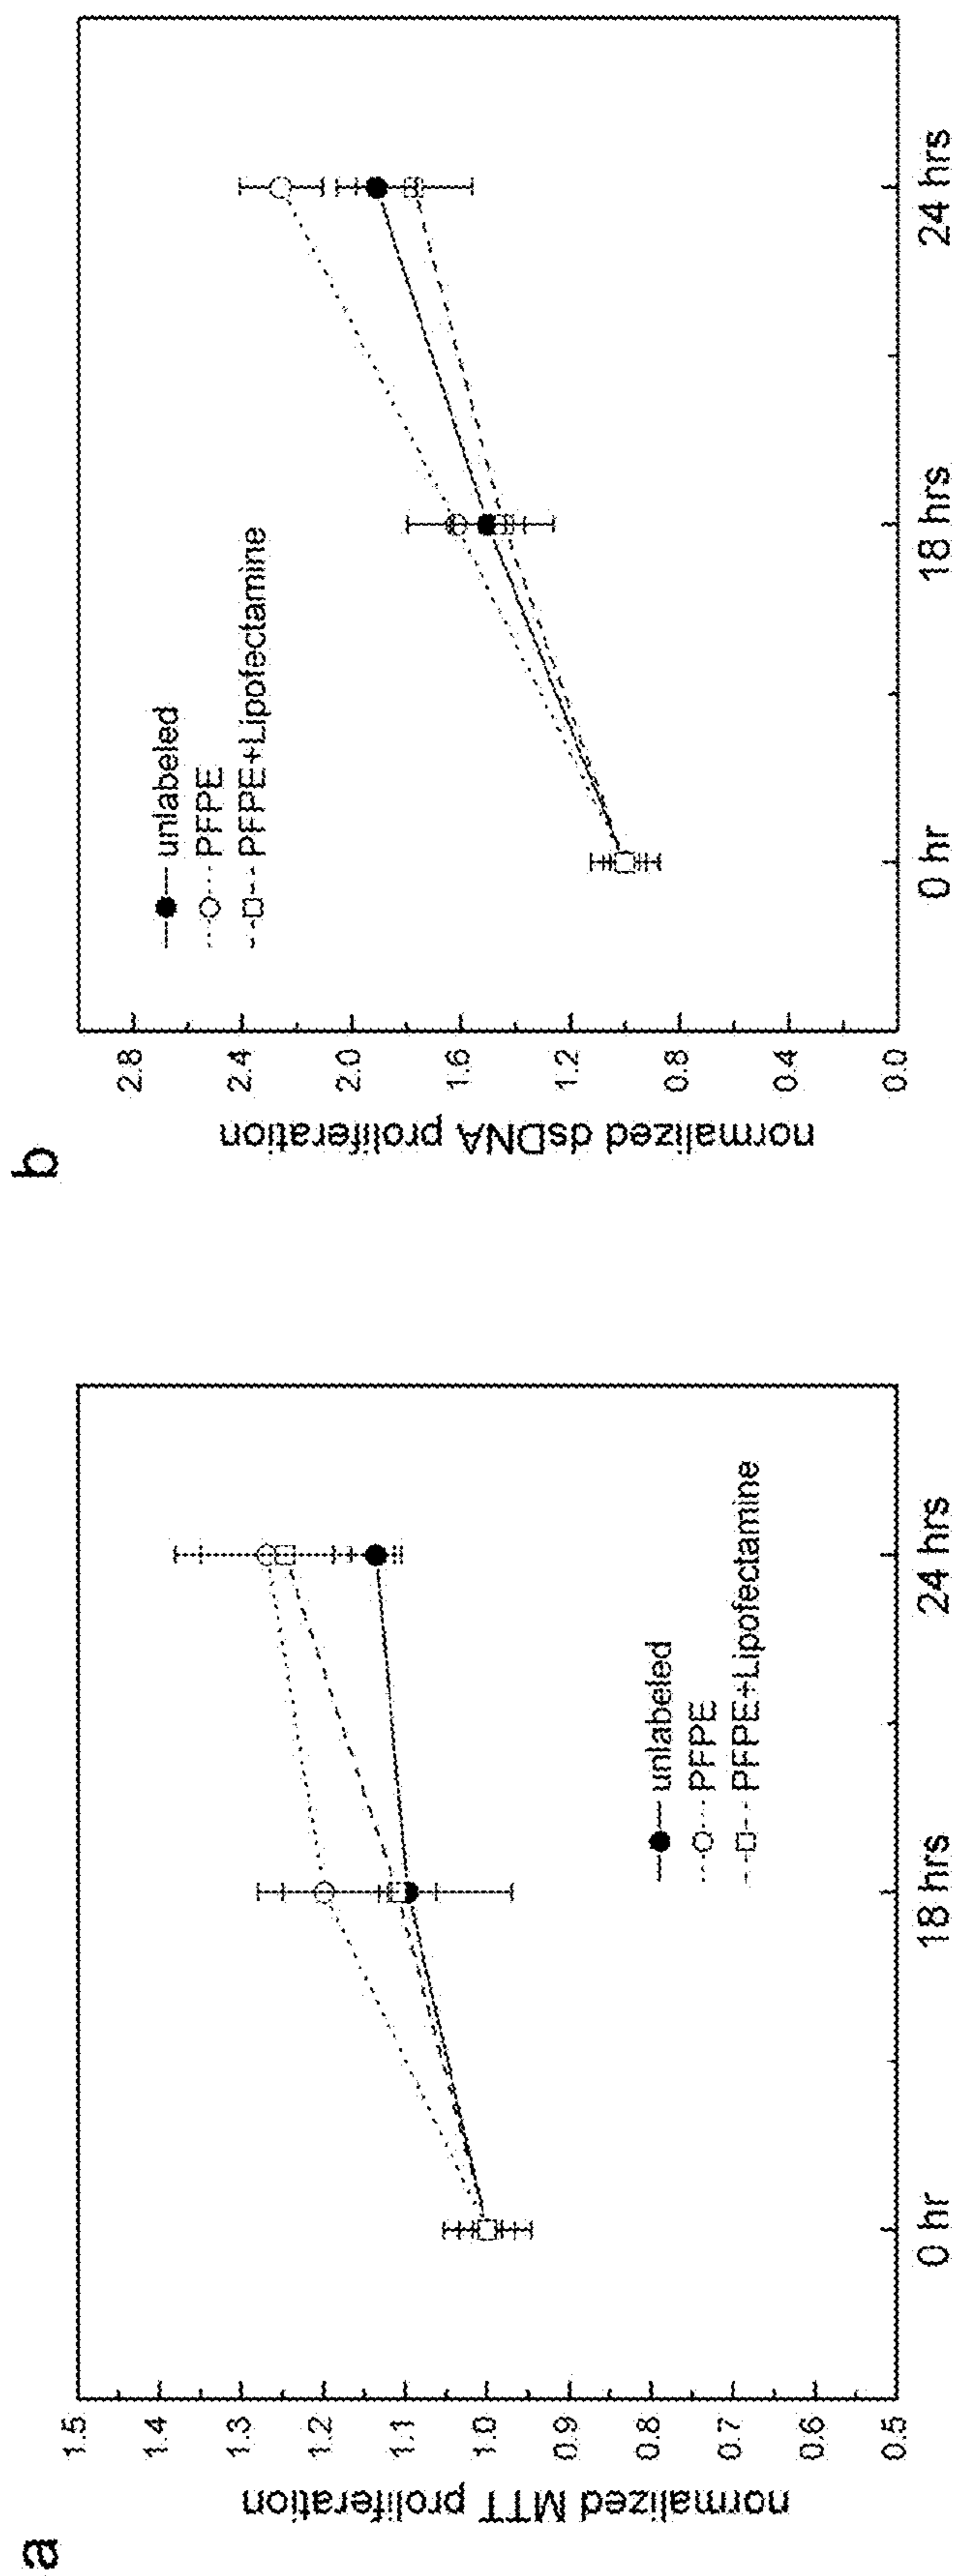 a
normalized MTT proliferation
1.5
1.4
1.3
1.2
1.1
1.0
0.9
0.8
0.7
0.6
0.5
unlabeled
PFPE
PFPE+Lipofectamine
0 hr
18 hrs
24 hrs
b
normalized dsDNA proliferation
2.8
2.4
2.0
1.6
1.2
0.8
0.4
0.0
unlabeled
PFPE
PFPE+Lipofectamine
0 hr
18 hrs
24 hrs